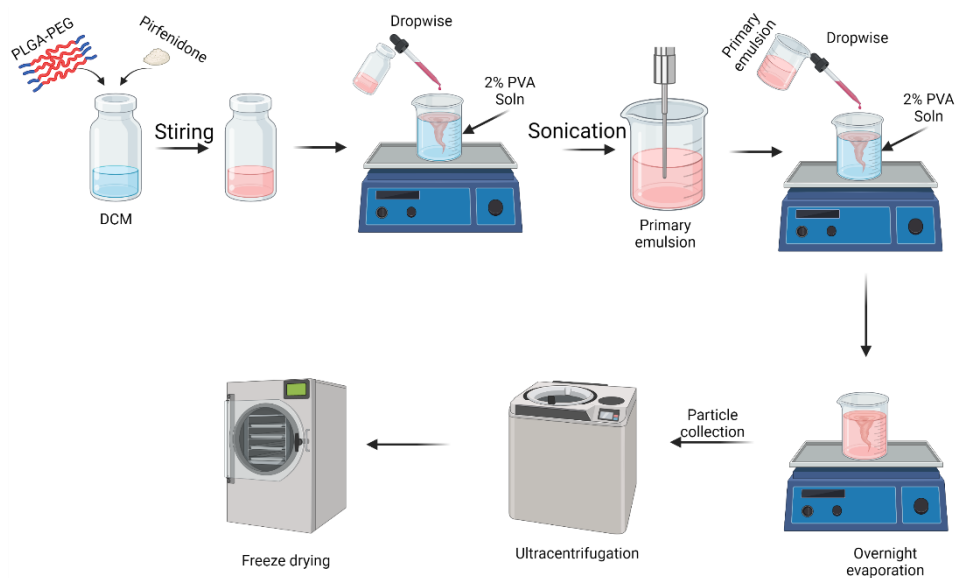 PLGA-PEG
Pirfenidone
DCM
Stiring
Dropwise
2% PVA
Soln
Sonication
Primary
emulsion
Primary
emulsion
Dropwise
2% PVA
Soln
Overnight
evaporation
Particle
collection
Ultracentrifugation
Freeze drying